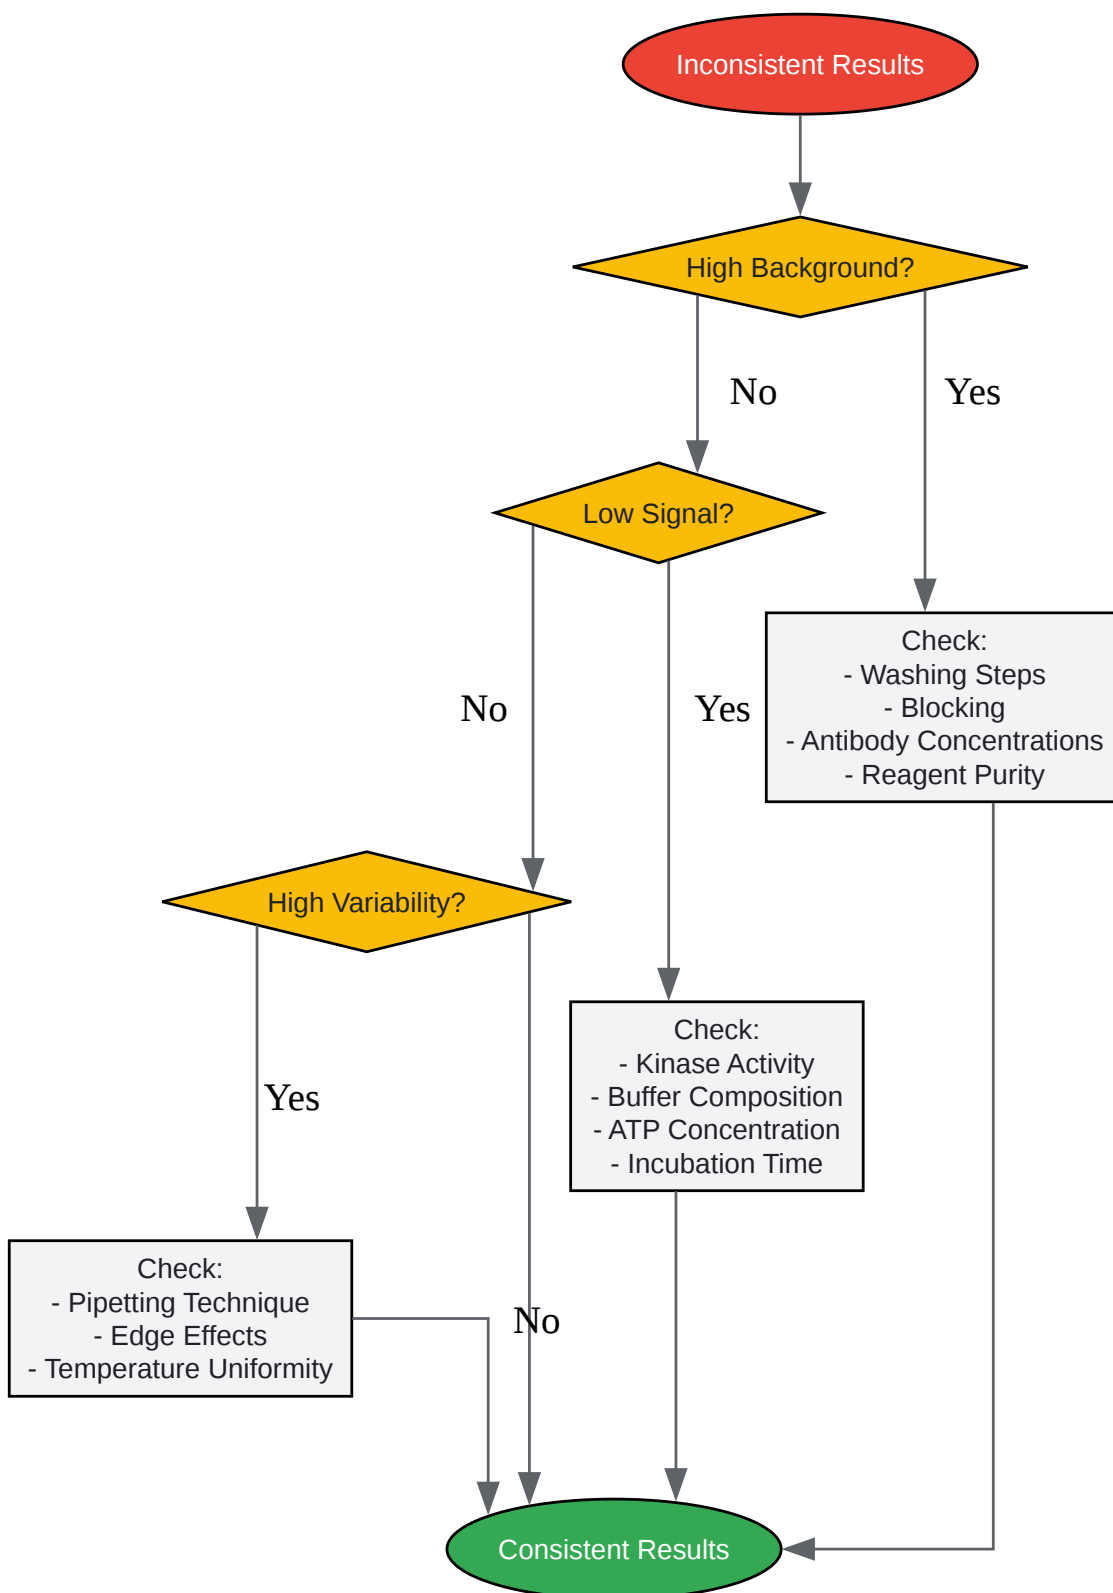 Inconsistent Results
High Background?
No
Yes
Low Signal?
Check:
- Washing Steps
- Blocking
- Antibody Concentrations
- Reagent Purity
No
Yes
High Variability?
Check:
- Kinase Activity
- Buffer Composition
- ATP Concentration
- Incubation Time
Yes
No
Check:
- Pipetting Technique
- Edge Effects
- Temperature Uniformity
Consistent Results